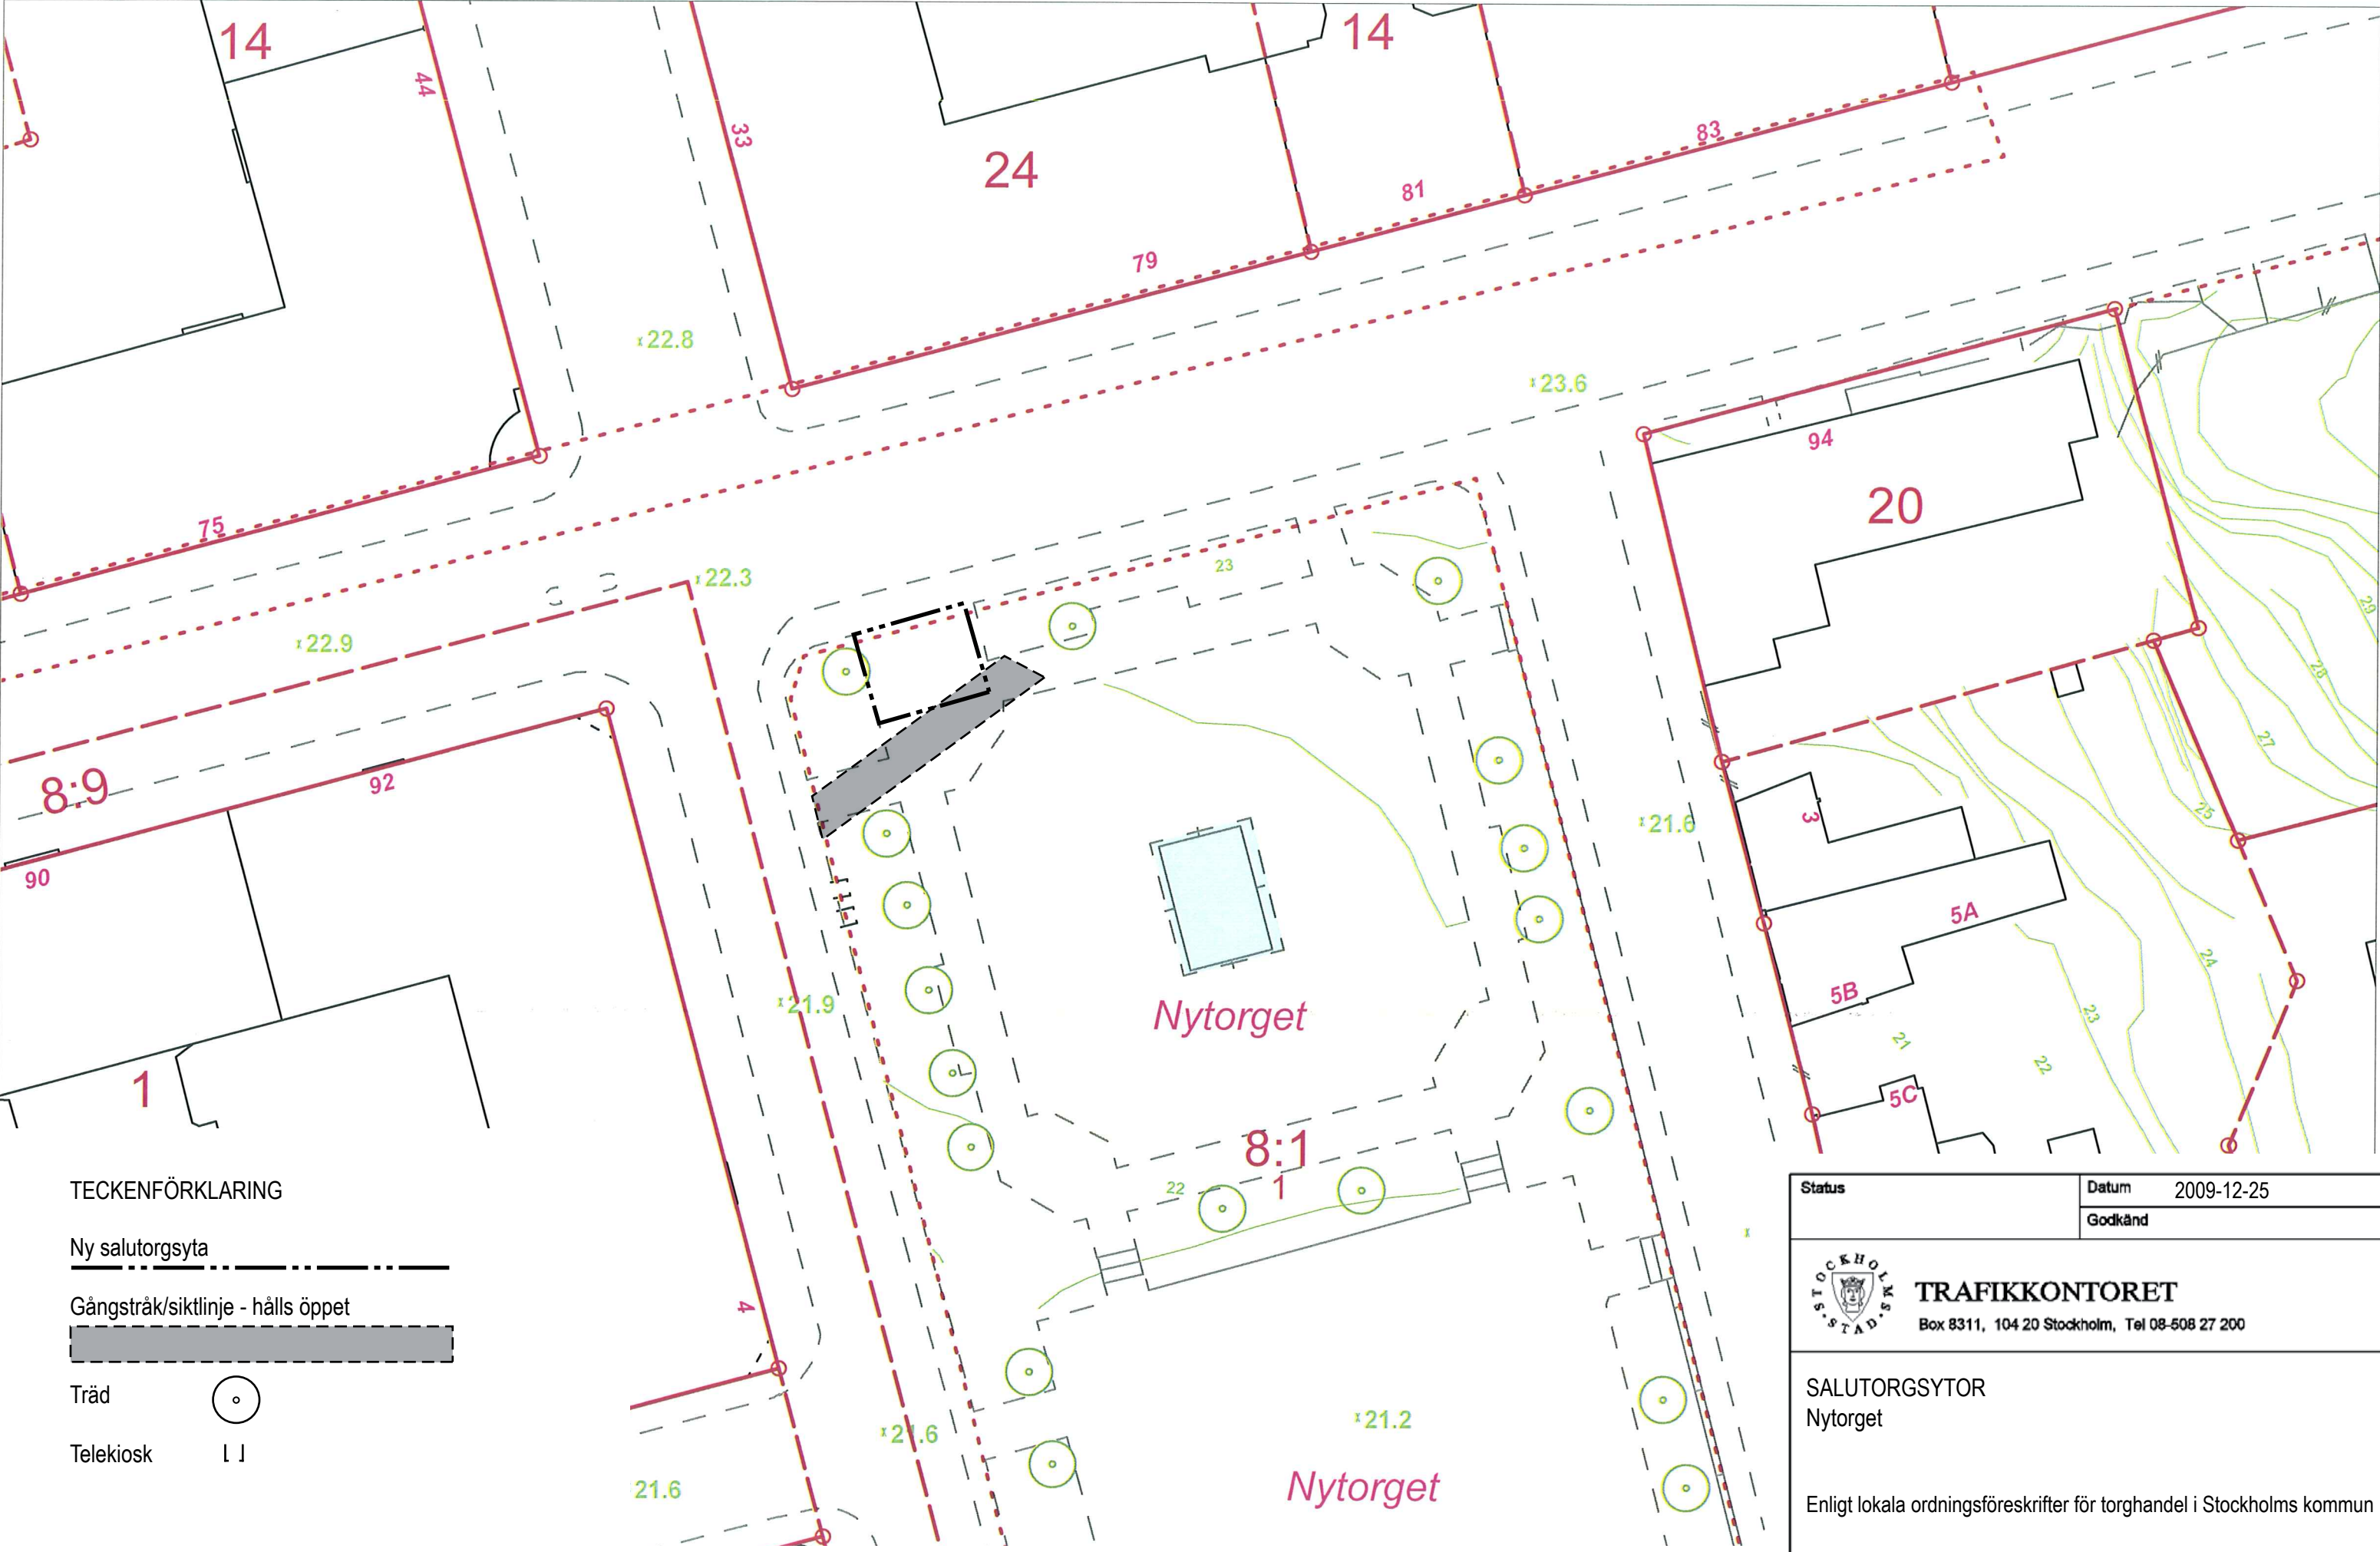 14
14
44
33
83
24
81
79
22.8
23.6
94
20
75
23
22.3
22.9
29
28
8:9
92
27
21.6
3
25
90
5A
24
5B
21.9
Nytorget
23
21
22
1
5C
8:1
22
1
4
21.6
21.2
21.6
Nytorget
TECKENFÖRKLARING
Ny salutorgsyta
Gångstråk/siktlinje - hålls öppet
Träd
Telekiosk
Status
Datum 2009-12-25
Godkänd
STOCKHOLMS STAD
TRAFIKKONTORET
Box 8311, 104 20 Stockholm, Tel 08-508 27 200
SALUTORGSYTOR
Nytorget
Enligt lokala ordningsföreskrifter för torghandel i Stockholms kommun